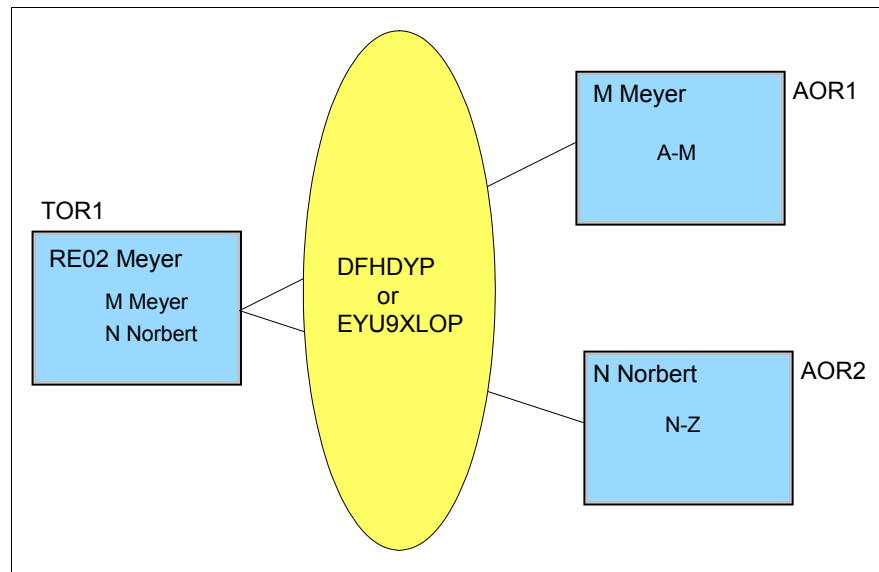 TOR1
RE02 Meyer
M Meyer
N Norbert
DFHDYP
or
EYU9XLOP
M Meyer
A-M
AOR1
N Norbert
N-Z
AOR2